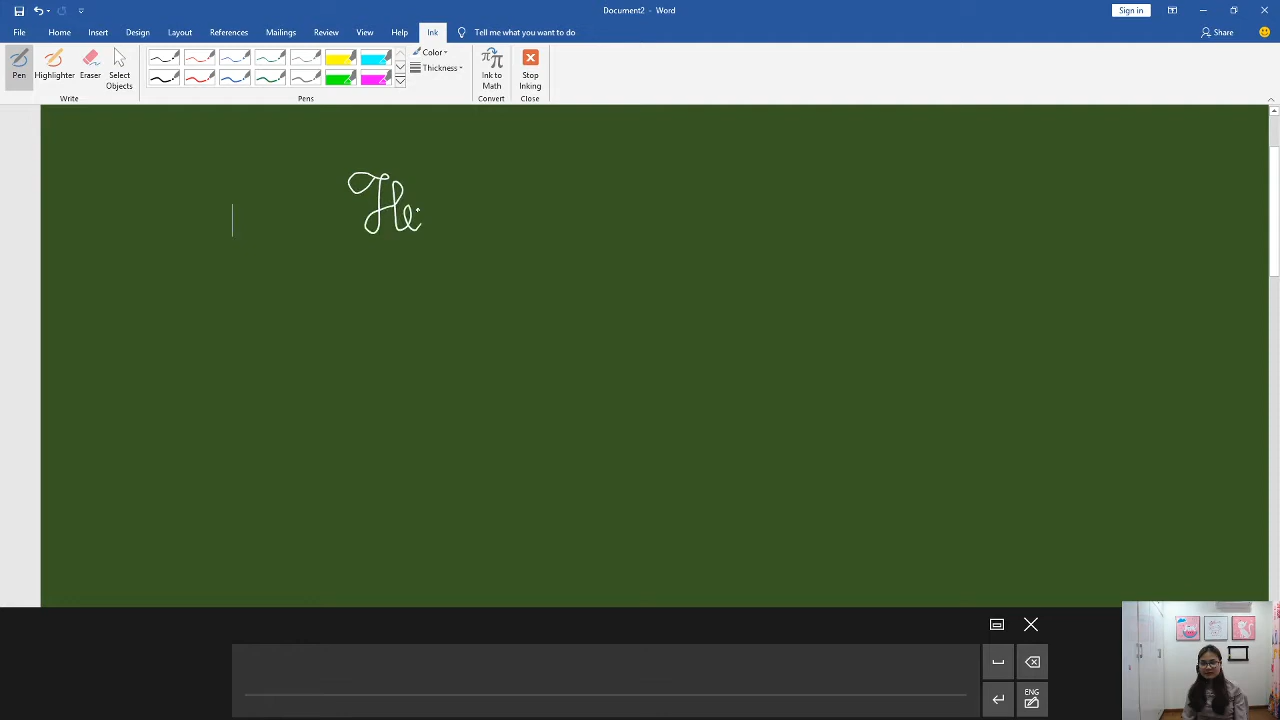 Document2 - Word
Sign in
File Home Insert Design Layout References Mailings Review View Help Ink Tell me what you want to do Share
Color
Thickness
Pen Highlighter Eraser Select Objects Ink to Math Stop Inking
Write Pens Convert Close
Hei
ENG